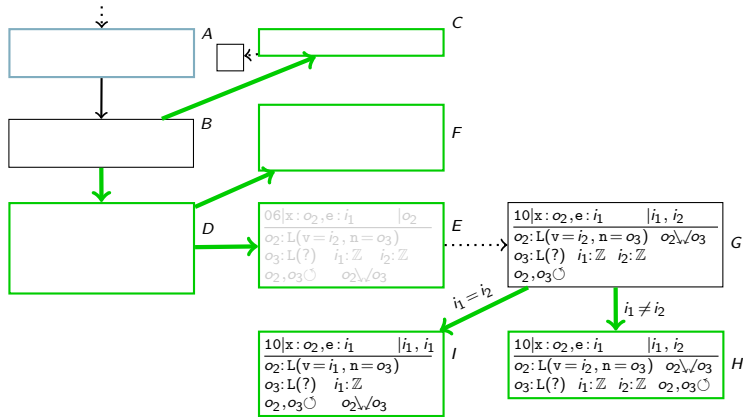 A
C
B
F
D
06|x:o₂,e:i₁ |o₂
o₂:L(v=i₂,n=o₃)
o₃:L(?) i₁:ℤ i₂:ℤ
o₂,o₃↺ o₂\↙/o₃
E
10|x:o₂,e:i₁ |i₁,i₂
o₂:L(v=i₂,n=o₃) o₂\↙/o₃
o₃:L(?) i₁:ℤ i₂:ℤ
o₂,o₃↺
G
i₁=i₂
i₁≠i₂
10|x:o₂,e:i₁ |i₁,i₁
o₂:L(v=i₁,n=o₃)
o₃:L(?) i₁:ℤ
o₂,o₃↺ o₂\↙/o₃
I
10|x:o₂,e:i₁ |i₁,i₂
o₂:L(v=i₂,n=o₃) o₂\↙/o₃
o₃:L(?) i₁:ℤ i₂:ℤ o₂,o₃↺
H